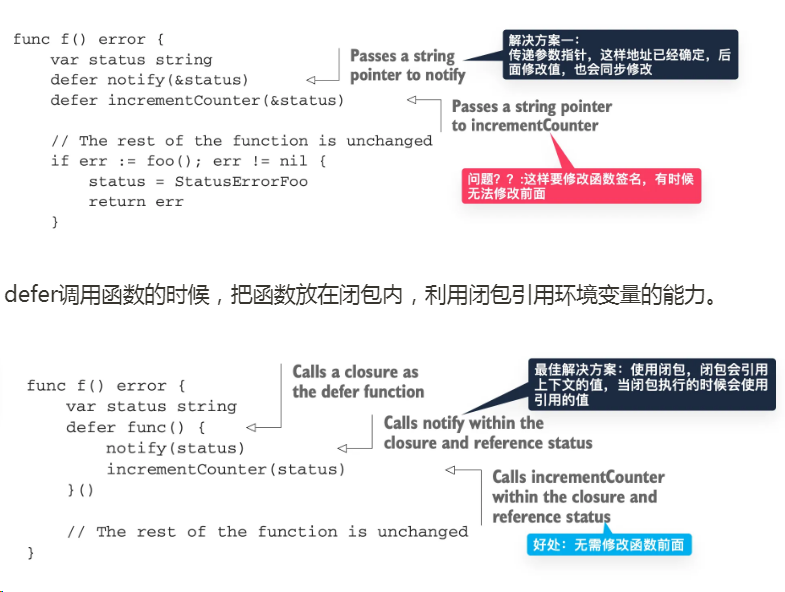 func f() error {
var status string
defer notify(&status)
defer incrementCounter(&status)
Passes a string
pointer to notify
解决方案一：
传递参数指针，这样地址已经确定，后
面修改值，也会同步修改
Passes a string pointer
to incrementCounter
// The rest of the function is unchanged
if err := foo(); err != nil {
status = StatusErrorFoo
return err
}
问题？？:这样要修改函数签名，有时候
无法修改前面
defer调用函数的时候，把函数放在闭包内，利用闭包引用环境变量的能力。
func f() error {
var status string
defer func() {
notify(status)
incrementCounter(status)
}()
Calls a closure as
the defer function
最佳解决方案：使用闭包，闭包会引用
上下文的值，当闭包执行的时候会使用
引用的值
Calls notify within the
closure and reference status
Calls incrementCounter
within the closure and
reference status
// The rest of the function is unchanged
}
好处：无需修改函数前面